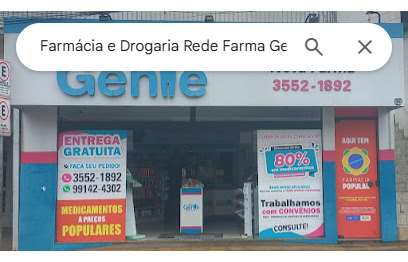 Farmácia e Drogaria Rede Farma Ge
Genie
3552-1892
ENTREGA
GRATUITA
FAÇA SEU PEDIDO!
3552-1892
99142-4302
MEDICAMENTOS
A PREÇOS
POPULARES
Genie
80%
Trabalhamos
com CONVÊNIOS
CONSULTE!
AQUI TEM
FARMÁCIA
POPULAR
E
E